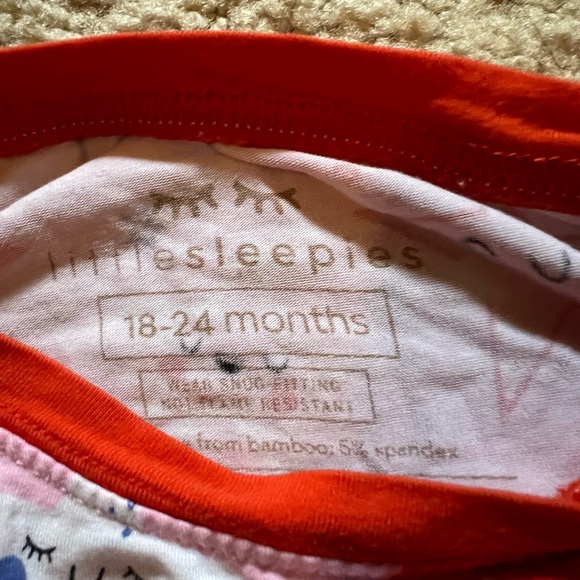 littlesleepies
18-24 months
WEAR SNUG-FITTING
NOT FLAME RESISTANT
from bamboo; 5% spandex